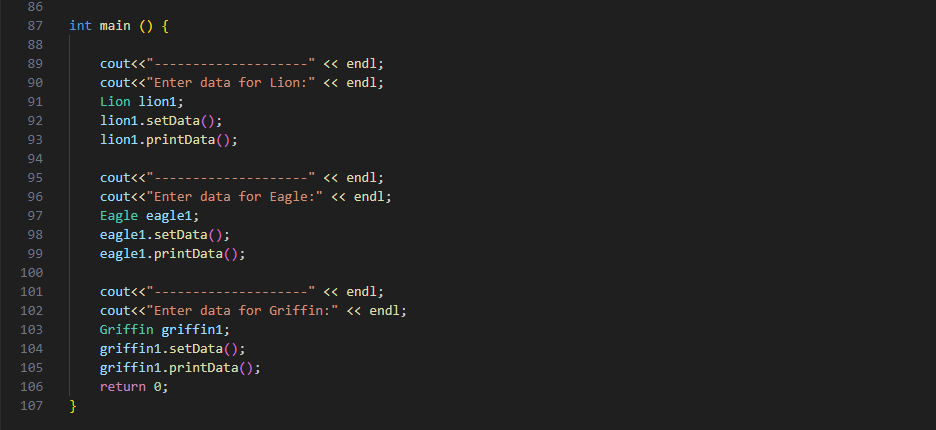 86
87 int main () {
88
89 cout<<"--------------------" << endl;
90 cout<<"Enter data for Lion:" << endl;
91 Lion lion1;
92 lion1.setData();
93 lion1.printData();
94
95 cout<<"--------------------" << endl;
96 cout<<"Enter data for Eagle:" << endl;
97 Eagle eagle1;
98 eagle1.setData();
99 eagle1.printData();
100
101 cout<<"--------------------" << endl;
102 cout<<"Enter data for Griffin:" << endl;
103 Griffin griffin1;
104 griffin1.setData();
105 griffin1.printData();
106 return 0;
107 }